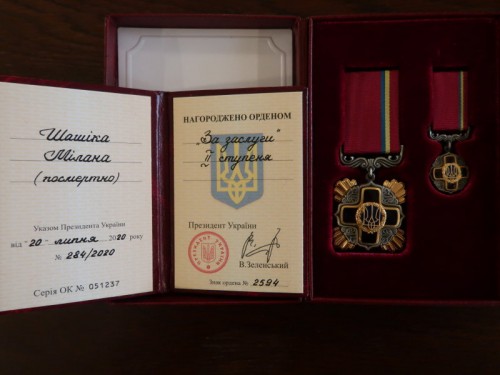 Шашіка
Мілана
(посмертно)
Указом Президента України
від "20" липня 2020 року
№ 284/2020
Серія ОК № 051237
НАГОРОДЖЕНО ОРДЕНОМ
„За заслуги"
ІІ ступеня
Президент України
В.Зеленський
Знак ордена № 2594